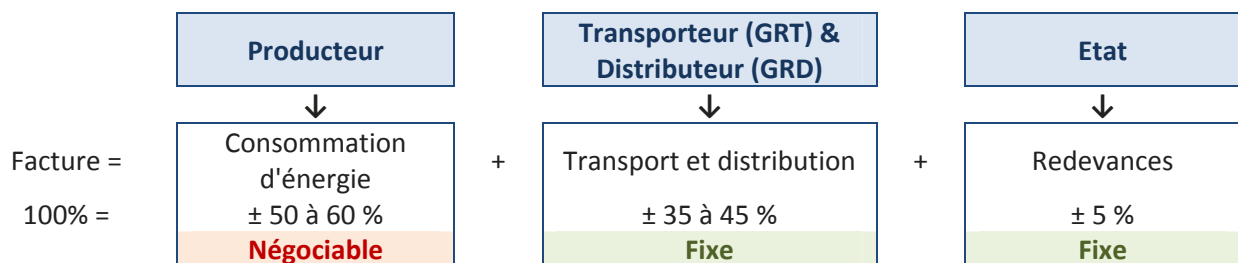 Producteur
Transporteur (GRT) &
Distributeur (GRD)
Etat
Facture =
Consommation
d'énergie
+
Transport et distribution
+
Redevances
100% =
± 50 à 60 %
± 35 à 45 %
± 5 %
Négociable
Fixe
Fixe